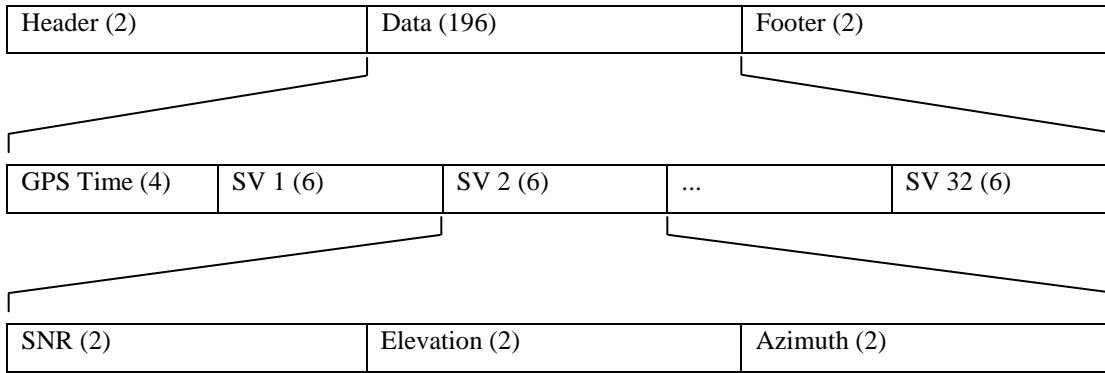 Header (2) Data (196) Footer (2)
GPS Time (4) SV 1 (6) SV 2 (6) ... SV 32 (6)
SNR (2) Elevation (2) Azimuth (2)